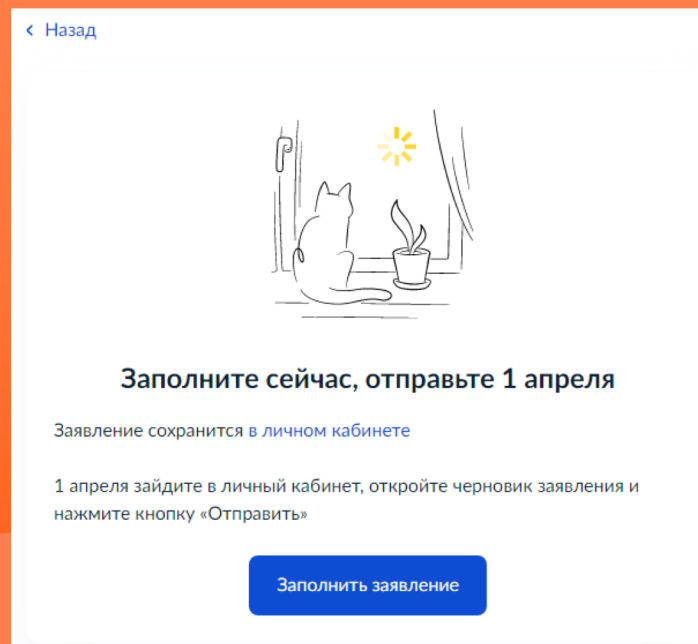 Назад
Заполните сейчас, отправьте 1 апреля
Заявление сохранится в личном кабинете
1 апреля зайдите в личный кабинет, откройте черновик заявления и
нажмите кнопку «Отправить»
Заполнить заявление